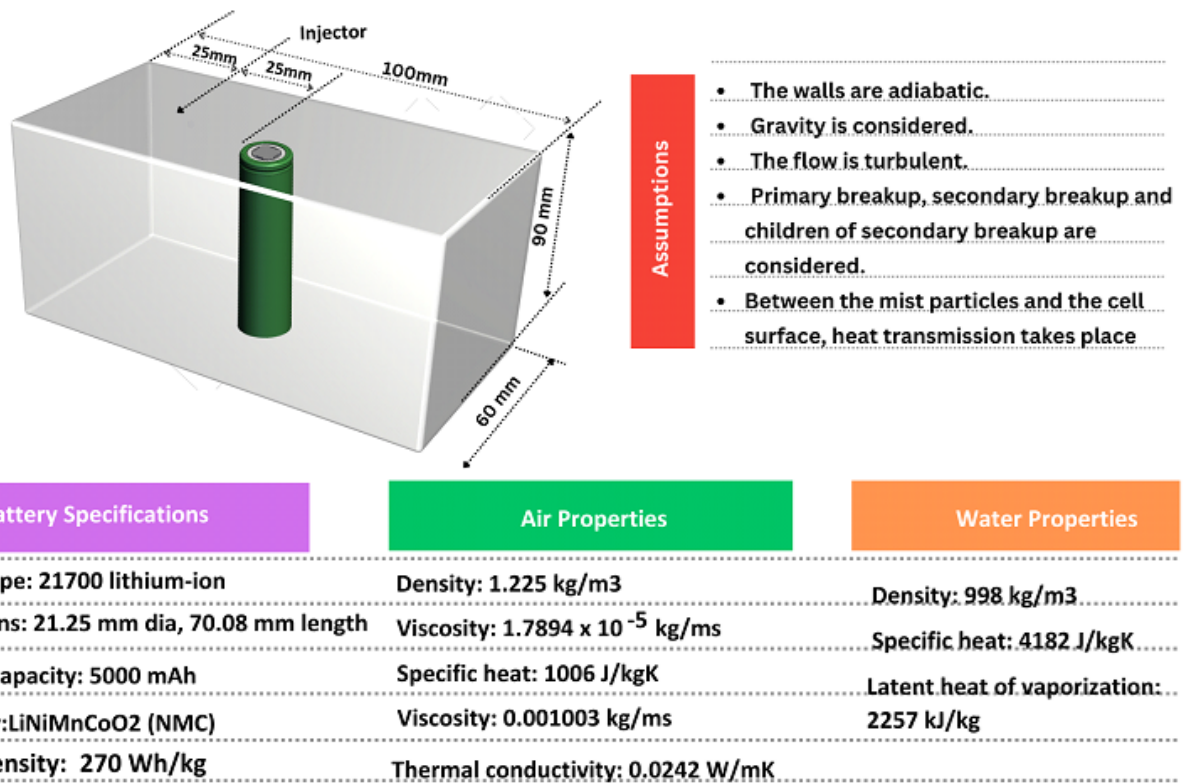 Injector
25mm
25mm
100mm
90 mm
60 mm
Assumptions
• The walls are adiabatic.
• Gravity is considered.
• The flow is turbulent.
• Primary breakup, secondary breakup and
children of secondary breakup are
considered.
• Between the mist particles and the cell
surface, heat transmission takes place
attery Specifications
pe: 21700 lithium-ion
ns: 21.25 mm dia, 70.08 mm length
apacity: 5000 mAh
:LiNiMnCoO2 (NMC)
ensity: 270 Wh/kg
Air Properties
Density: 1.225 kg/m3
Viscosity: 1.7894 x 10⁻⁵ kg/ms
Specific heat: 1006 J/kgK
Viscosity: 0.001003 kg/ms
Thermal conductivity: 0.0242 W/mK
Water Properties
Density: 998 kg/m3
Specific heat: 4182 J/kgK
Latent heat of vaporization:
2257 kJ/kg